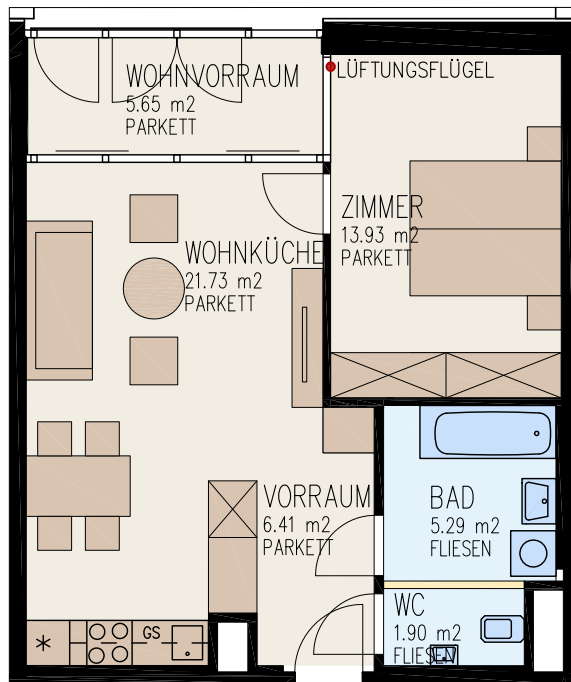 WOHNVORRAUM
5.65 m2
PARKETT
LÜFTUNGSFLÜGEL
ZIMMER
13.93 m2
PARKETT
WOHNKÜCHE
21.73 m2
PARKETT
VORRAUM
6.41 m2
PARKETT
BAD
5.29 m2
FLIESEN
WC
1.90 m2
FLIESEN
GS
*